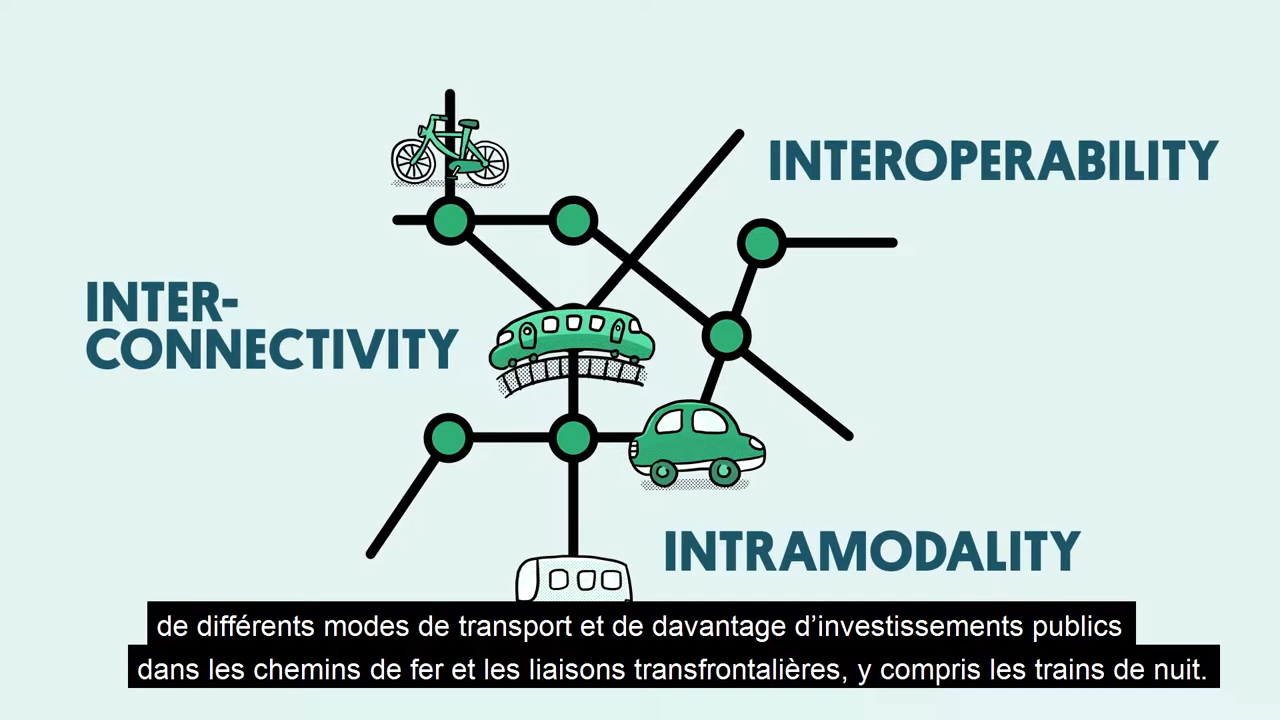 INTEROPERABILITY
INTER-
CONNECTIVITY
INTRAMODALITY
de différents modes de transport et de davantage d’investissements publics
dans les chemins de fer et les liaisons transfrontalières, y compris les trains de nuit.